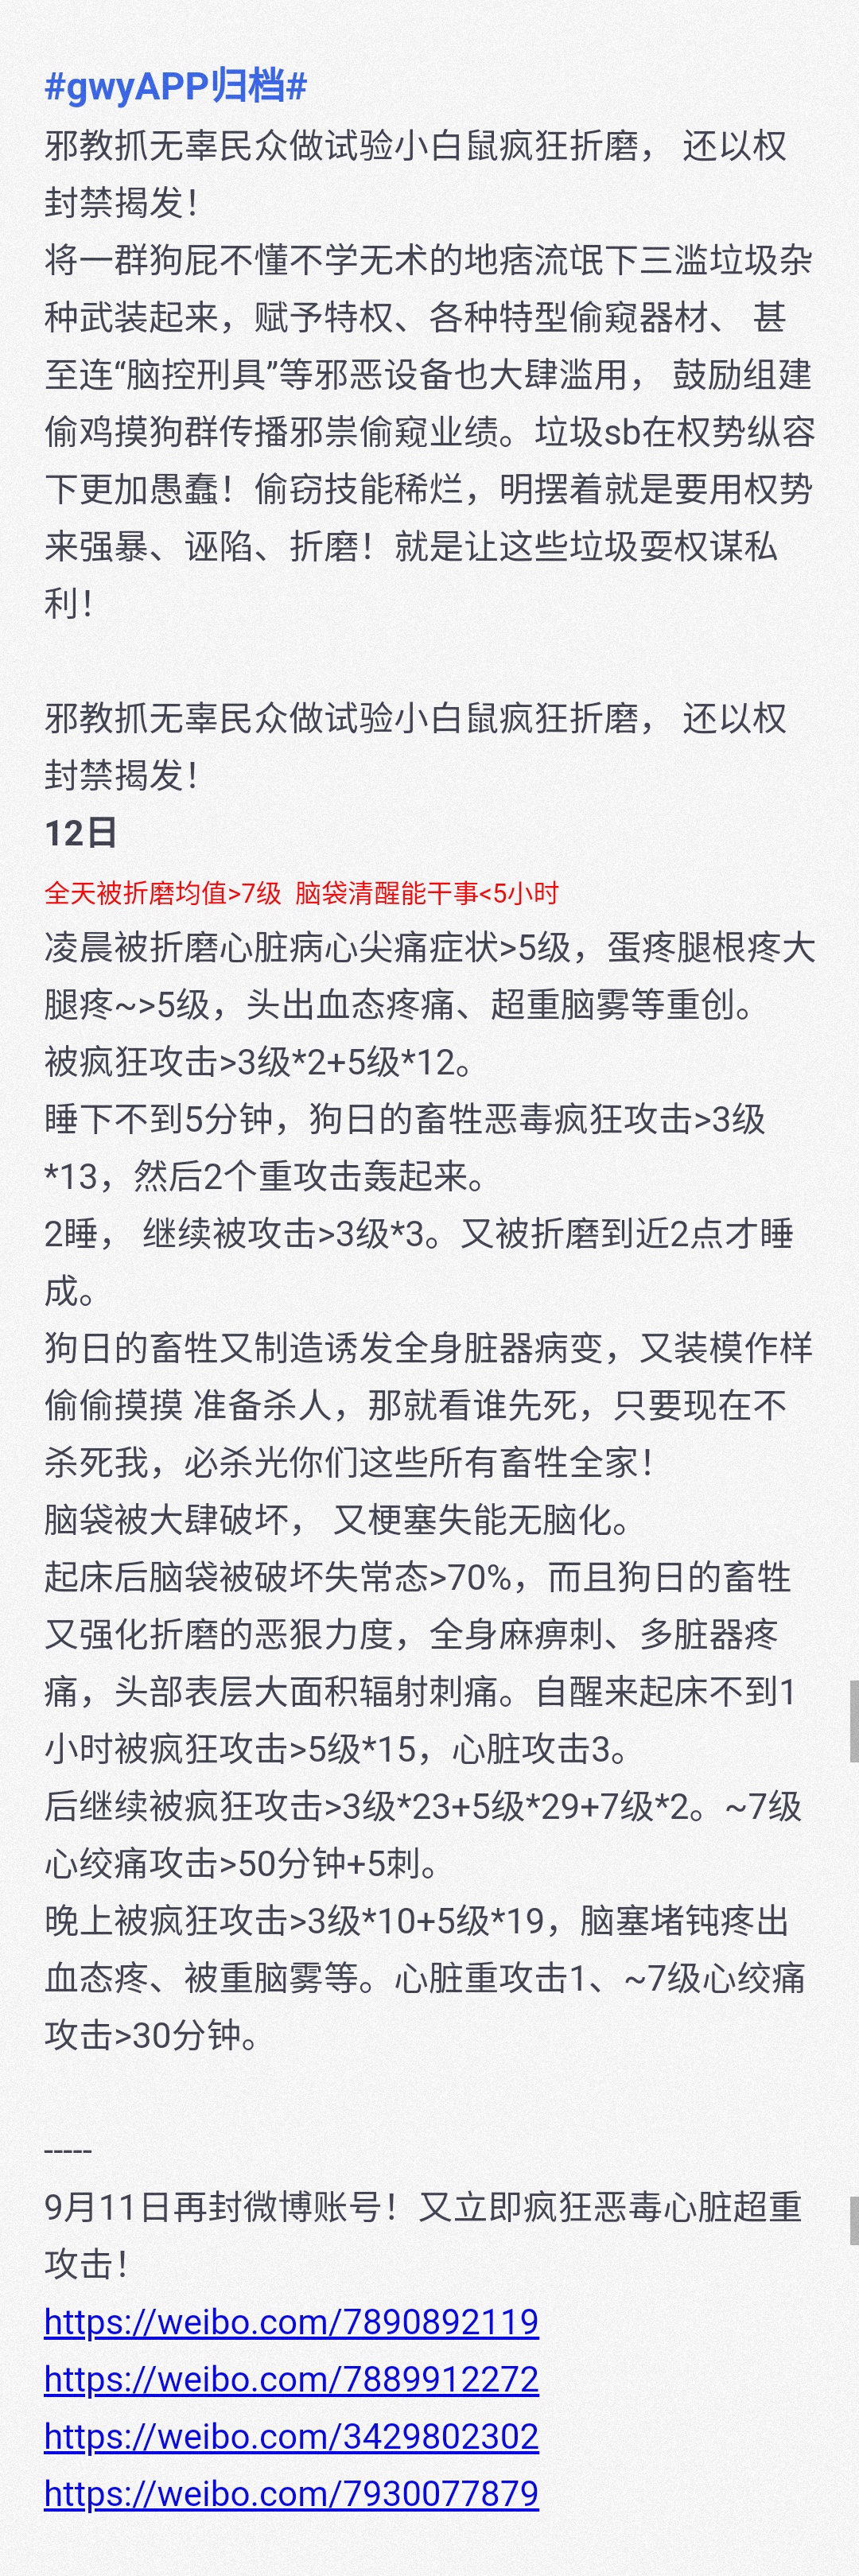 #gwyAPP归档#
邪教抓无辜民众做试验小白鼠疯狂折磨， 还以权
封禁揭发！
将一群狗屁不懂不学无术的地痞流氓下三滥垃圾杂
种武装起来，赋予特权、各种特型偷窥器材、 甚
至连“脑控刑具”等邪恶设备也大肆滥用， 鼓励组建
偷鸡摸狗群传播邪祟偷窥业绩。垃圾sb在权势纵容
下更加愚蠢！偷窃技能稀烂，明摆着就是要用权势
来强暴、诬陷、折磨！就是让这些垃圾耍权谋私
利！
邪教抓无辜民众做试验小白鼠疯狂折磨， 还以权
封禁揭发！
12日
全天被折磨均值>7级  脑袋清醒能干事<5小时
凌晨被折磨心脏病心尖痛症状>5级，蛋疼腿根疼大
腿疼~>5级，头出血态疼痛、超重脑雾等重创。
被疯狂攻击>3级*2+5级*12。
睡下不到5分钟，狗日的畜牲恶毒疯狂攻击>3级
*13，然后2个重攻击轰起来。
2睡， 继续被攻击>3级*3。又被折磨到近2点才睡
成。
狗日的畜牲又制造诱发全身脏器病变，又装模作样
偷偷摸摸 准备杀人，那就看谁先死，只要现在不
杀死我，必杀光你们这些所有畜牲全家！
脑袋被大肆破坏， 又梗塞失能无脑化。
起床后脑袋被破坏失常态>70%，而且狗日的畜牲
又强化折磨的恶狠力度，全身麻痹刺、多脏器疼
痛，头部表层大面积辐射刺痛。自醒来起床不到1
小时被疯狂攻击>5级*15，心脏攻击3。
后继续被疯狂攻击>3级*23+5级*29+7级*2。~7级
心绞痛攻击>50分钟+5刺。
晚上被疯狂攻击>3级*10+5级*19，脑塞堵钝疼出
血态疼、被重脑雾等。心脏重攻击1、~7级心绞痛
攻击>30分钟。
-----
9月11日再封微博账号！又立即疯狂恶毒心脏超重
攻击！
https://weibo.com/7890892119
https://weibo.com/7889912272
https://weibo.com/3429802302
https://weibo.com/7930077879